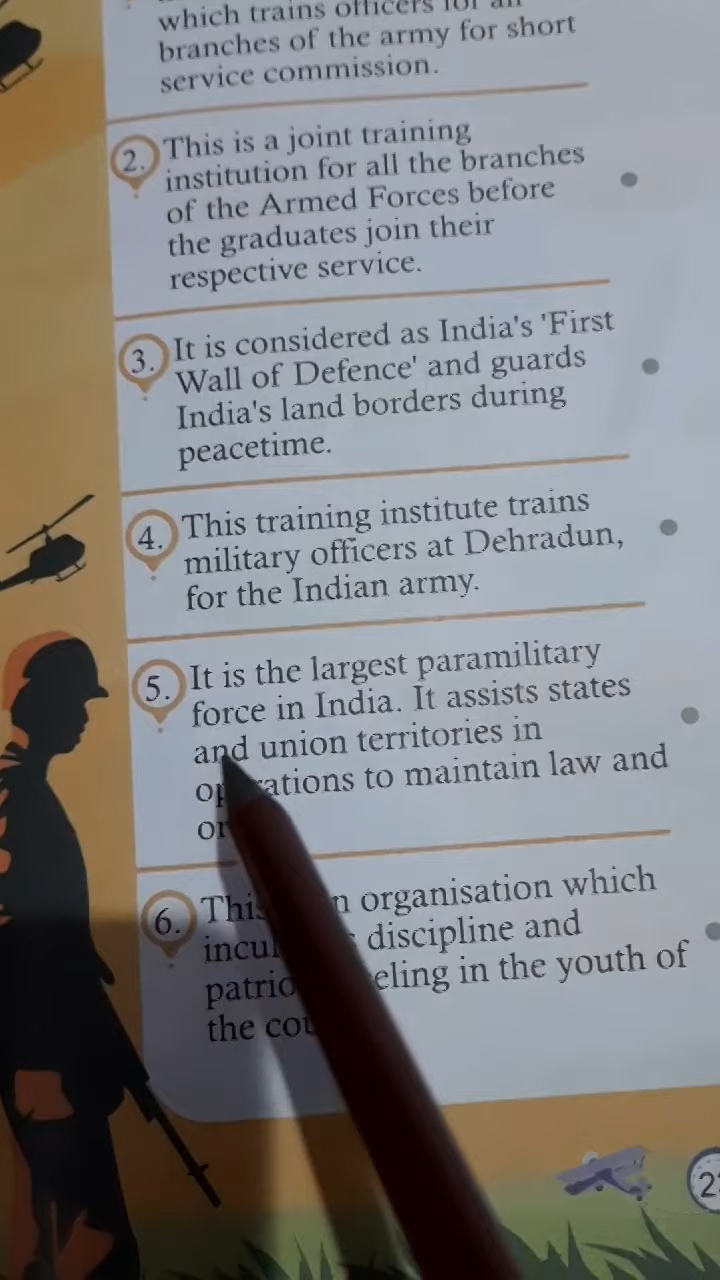 which trains officers for all
branches of the army for short
service commission.
2. This is a joint training
institution for all the branches
of the Armed Forces before
the graduates join their
respective service.
3. It is considered as India's 'First
Wall of Defence' and guards
India's land borders during
peacetime.
4. This training institute trains
military officers at Dehradun,
for the Indian army.
5. It is the largest paramilitary
force in India. It assists states
and union territories in
to maintain law and
6. organisation which
discipline and
in the youth of
the